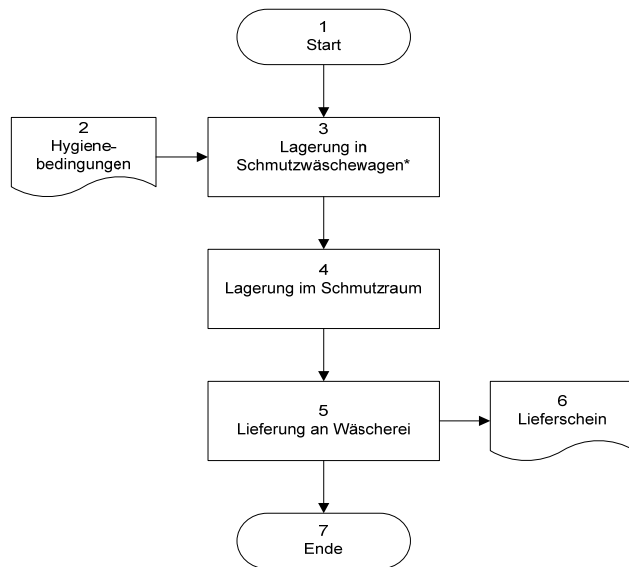 1
Start
2
Hygiene-
bedingungen
3
Lagerung in
Schmutzwäschewagen*
4
Lagerung im Schmutzraum
5
Lieferung an Wäscherei
6
Lieferschein
7
Ende